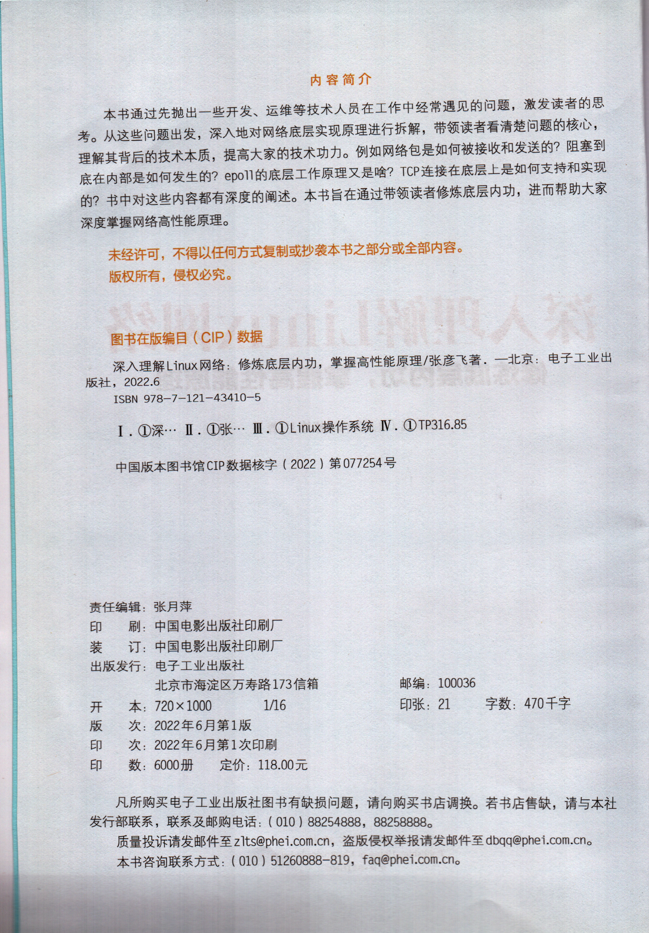 内容简介
本书通过先抛出一些开发、运维等技术人员在工作中经常遇见的问题，激发读者的思
考。从这些问题出发，深入地对网络底层实现原理进行拆解，带领读者看清楚问题的核心，
理解其背后的技术本质，提高大家的技术功力。例如网络包是如何被接收和发送的？阻塞到
底在内部是如何发生的？epoll的底层工作原理又是啥？TCP连接在底层上是如何支持和实现
的？书中对这些内容都有深度的阐述。本书旨在通过带领读者修炼底层内功，进而帮助大家
深度掌握网络高性能原理。
未经许可，不得以任何方式复制或抄袭本书之部分或全部内容。
版权所有，侵权必究。
图书在版编目（CIP）数据
深入理解Linux网络：修炼底层内功，掌握高性能原理/张彦飞著．—北京：电子工业出
版社，2022.6
ISBN 978-7-121-43410-5
Ⅰ．①深… Ⅱ．①张… Ⅲ．①Linux操作系统 Ⅳ．①TP316.85
中国版本图书馆CIP数据核字（2022）第077254号
责任编辑：张月萍
印　　刷：中国电影出版社印刷厂
装　　订：中国电影出版社印刷厂
出版发行：电子工业出版社
北京市海淀区万寿路173信箱　　邮编：100036
开　　本：720×1000　　1/16　　印张：21　　字数：470千字
版　　次：2022年6月第1版
印　　次：2022年6月第1次印刷
印　　数：6000册　　定价：118.00元
凡所购买电子工业出版社图书有缺损问题，请向购买书店调换。若书店售缺，请与本社
发行部联系，联系及邮购电话：（010）88254888，88258888。
质量投诉请发邮件至zlts@phei.com.cn，盗版侵权举报请发邮件至dbqq@phei.com.cn。
本书咨询联系方式：（010）51260888-819，faq@phei.com.cn。